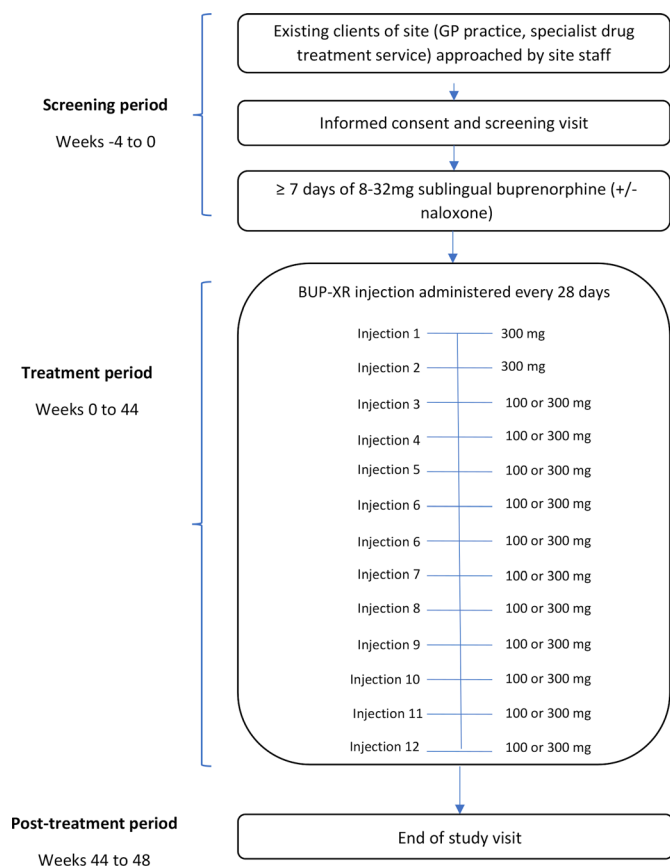 Existing clients of site (GP practice, specialist drug
treatment service) approached by site staff
Screening period
Weeks -4 to 0
Informed consent and screening visit
≥ 7 days of 8-32mg sublingual buprenorphine (+/-
naloxone)
BUP-XR injection administered every 28 days
Injection 1 300 mg
Injection 2 300 mg
Treatment period
Weeks 0 to 44
Injection 3 100 or 300 mg
Injection 4 100 or 300 mg
Injection 5 100 or 300 mg
Injection 6 100 or 300 mg
Injection 6 100 or 300 mg
Injection 7 100 or 300 mg
Injection 8 100 or 300 mg
Injection 9 100 or 300 mg
Injection 10 100 or 300 mg
Injection 11 100 or 300 mg
Injection 12 100 or 300 mg
Post-treatment period
Weeks 44 to 48
End of study visit